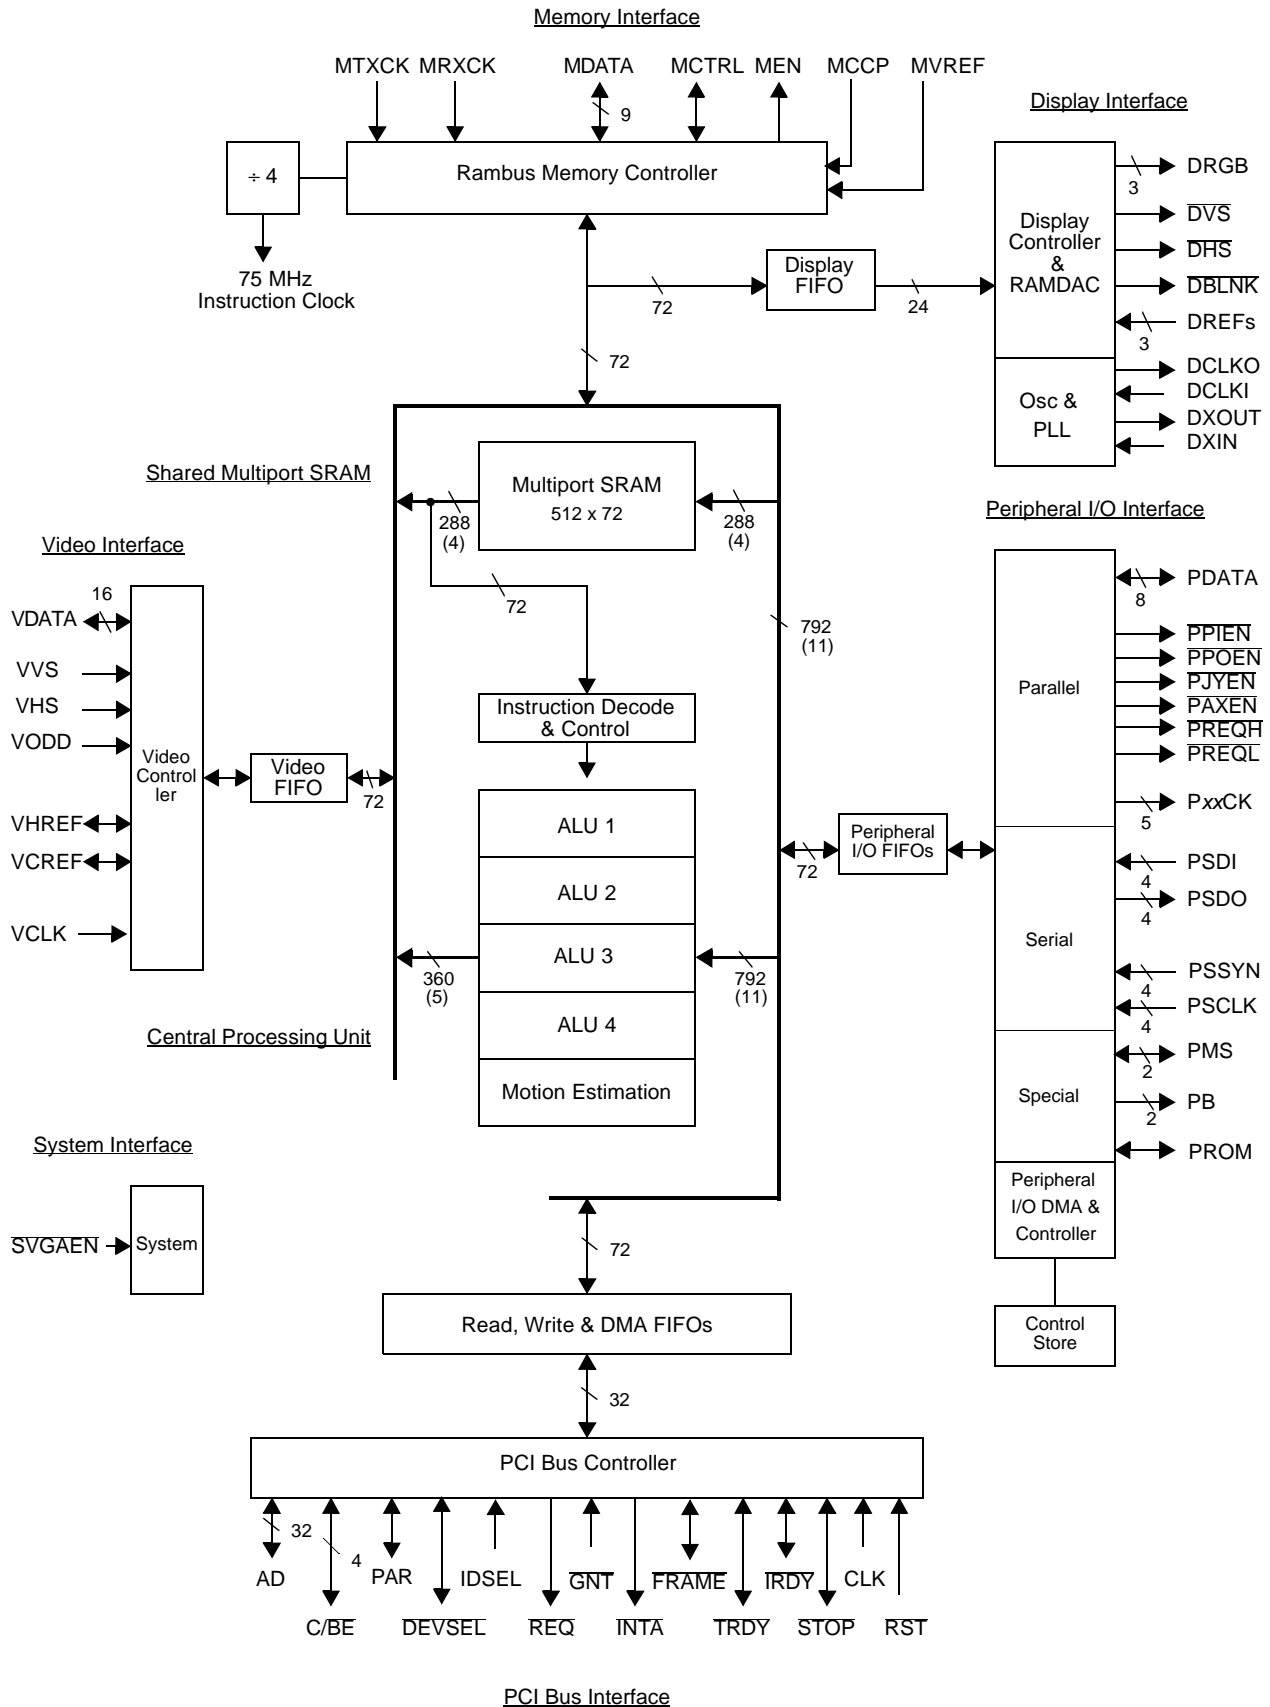 Memory Interface
MTXCK MRXCK MDATA MCTRL MEN MCCP MVREF
9
÷ 4
Rambus Memory Controller
75 MHz
Instruction Clock
Display Interface
Display
Controller
&
RAMDAC
DRGB
3
DVS
DHS
DBLNK
DREFs
3
Osc &
PLL
DCLKO
DCLKI
DXOUT
DXIN
Display
FIFO
72
24
72
Shared Multiport SRAM
Multiport SRAM
512 x 72
288
(4)
288
(4)
72
792
(11)
Video Interface
16
VDATA
VVS
VHS
VODD
VHREF
VCREF
VCLK
Video
Control
ler
Video
FIFO
72
Instruction Decode
& Control
ALU 1
ALU 2
ALU 3
ALU 4
Motion Estimation
360
(5)
792
(11)
Central Processing Unit
Peripheral
I/O FIFOs
72
Peripheral I/O Interface
Parallel
PDATA
8
PPIEN
PPOEN
PJYEN
PAXEN
PREQH
PREQL
PxxCK
5
Serial
PSDI
4
PSDO
4
PSSYN
4
PSCLK
4
Special
PMS
2
PB
2
PROM
Peripheral
I/O DMA &
Controller
Control
Store
System Interface
SVGAEN
System
72
Read, Write & DMA FIFOs
32
PCI Bus Controller
32
4
AD PAR IDSEL GNT FRAME IRDY CLK
C/BE DEVSEL REQ INTA TRDY STOP RST
PCI Bus Interface